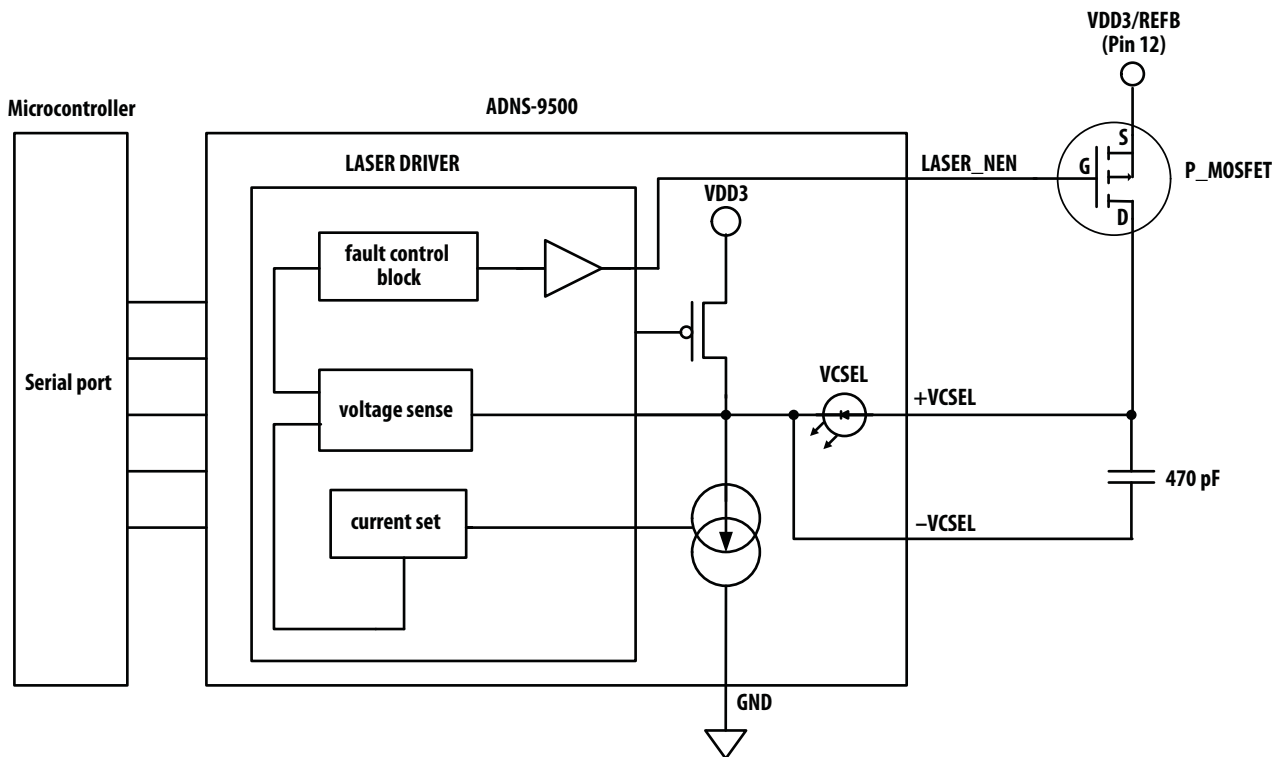 VDD3/REFB
(Pin 12)
Microcontroller
ADNS-9500
LASER DRIVER
LASER_NEN
S
G
D
P_MOSFET
VDD3
fault control
block
Serial port
voltage sense
VCSEL
+VCSEL
470 pF
current set
–VCSEL
GND